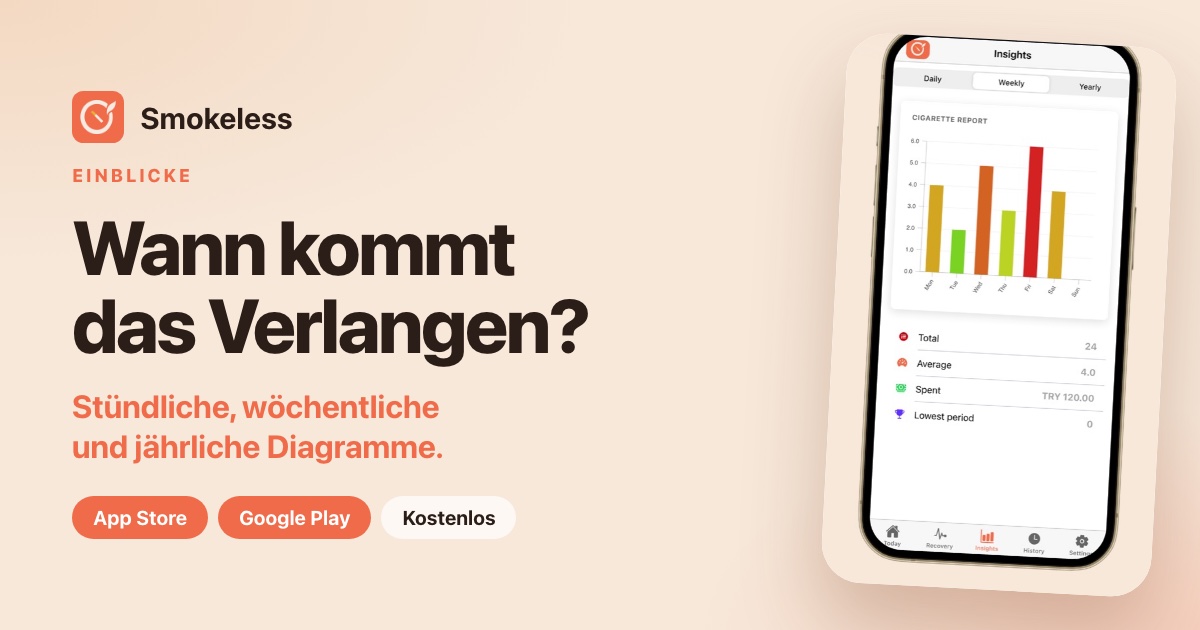 Smokeless
EINBLICKE
Wann kommt
das Verlangen?
Stündliche, wöchentliche
und jährliche Diagramme.
App Store
Google Play
Kostenlos
Insights
Daily
Weekly
Yearly
CIGARETTE REPORT
6.0
5.0
4.0
3.0
2.0
1.0
0.0
Mon
Tue
Wed
Thu
Fri
Sat
Sun
Total
24
Average
4.0
Spent
TRY 120.00
Lowest period
0
Today
Recovery
Insights
History
Settings